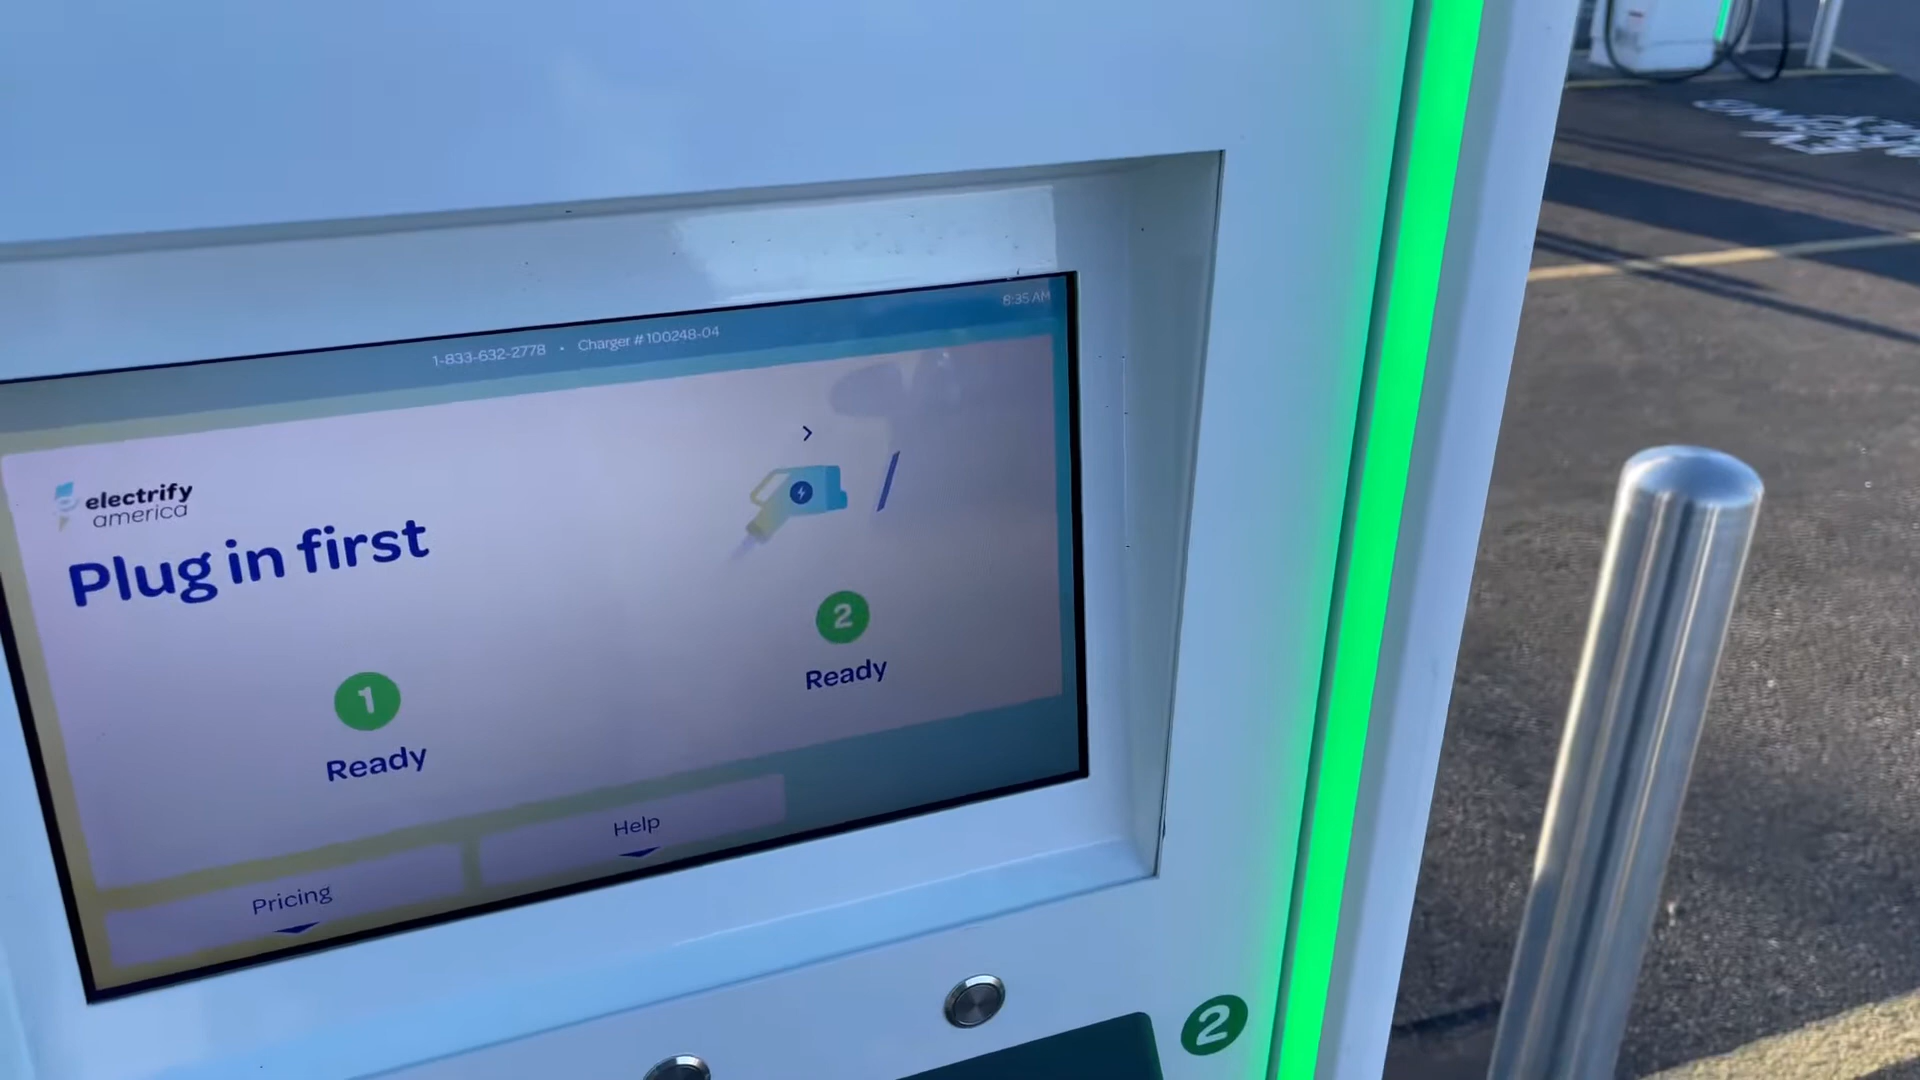 8:35 AM
1-833-632-2778 • Charger #100248-04
electrify
america
Plug in first
1
Ready
2
Ready
Help
Pricing
2